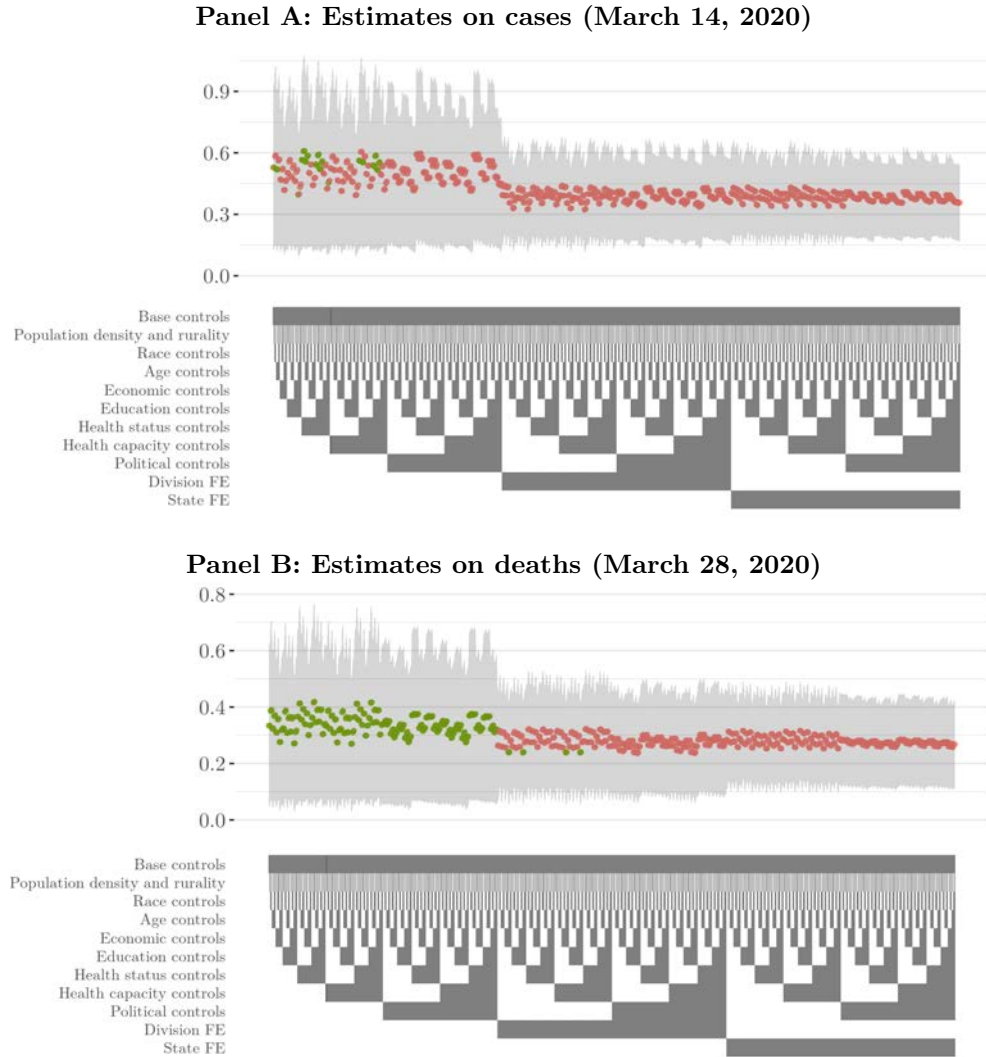 Panel A: Estimates on cases (March 14, 2020)
0.9
0.6
0.3
0.0
Base controls
Population density and rurality
Race controls
Age controls
Economic controls
Education controls
Health status controls
Health capacity controls
Political controls
Division FE
State FE
Panel B: Estimates on deaths (March 28, 2020)
0.8
0.6
0.4
0.2
0.0
Base controls
Population density and rurality
Race controls
Age controls
Economic controls
Education controls
Health status controls
Health capacity controls
Political controls
Division FE
State FE